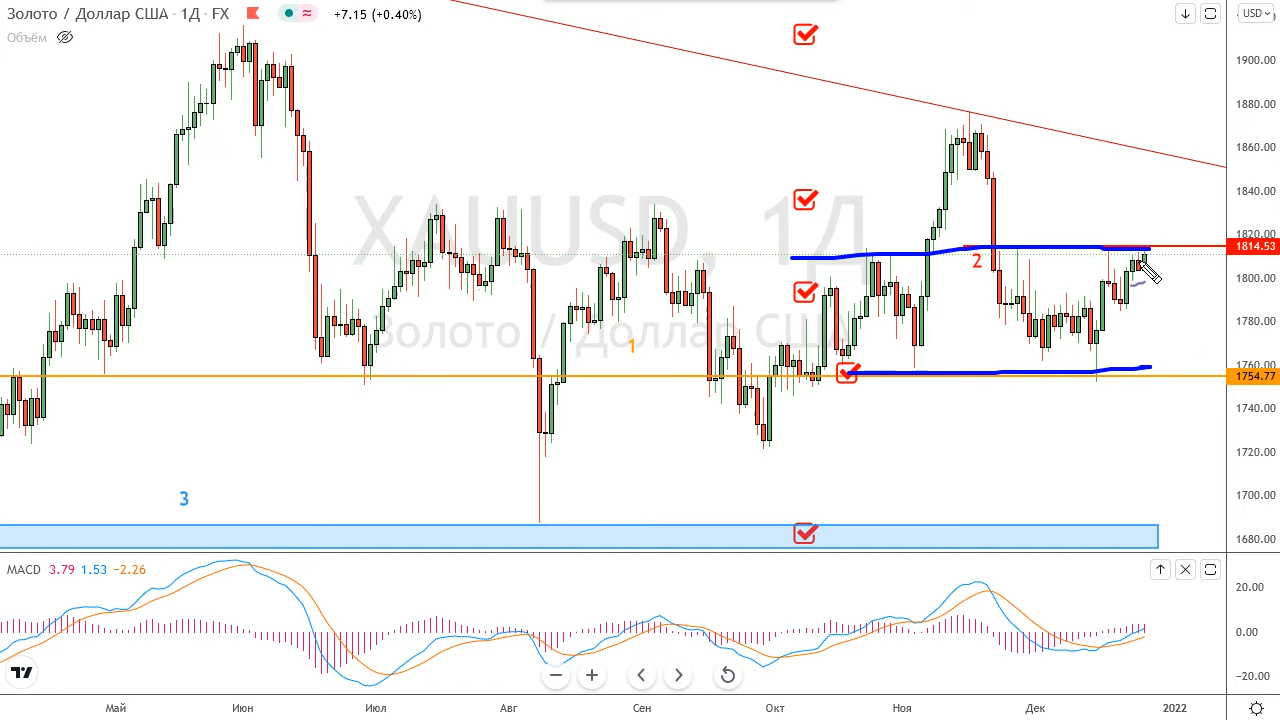 Золото / Доллар США · 1Д · FX +7.15 (+0.40%)
USD
Объём
1900.00
1880.00
1860.00
1840.00
XAUUSD, 1Д
1820.00
1814.53
2
1800.00
1780.00
Золото / Доллар США
1
1760.00
1754.77
1740.00
1720.00
3
1700.00
1680.00
MACD 3.79 1.53 −2.26
20.00
0.00
−20.00
Май Июн Июл Авг Сен Окт Ноя Дек 2022